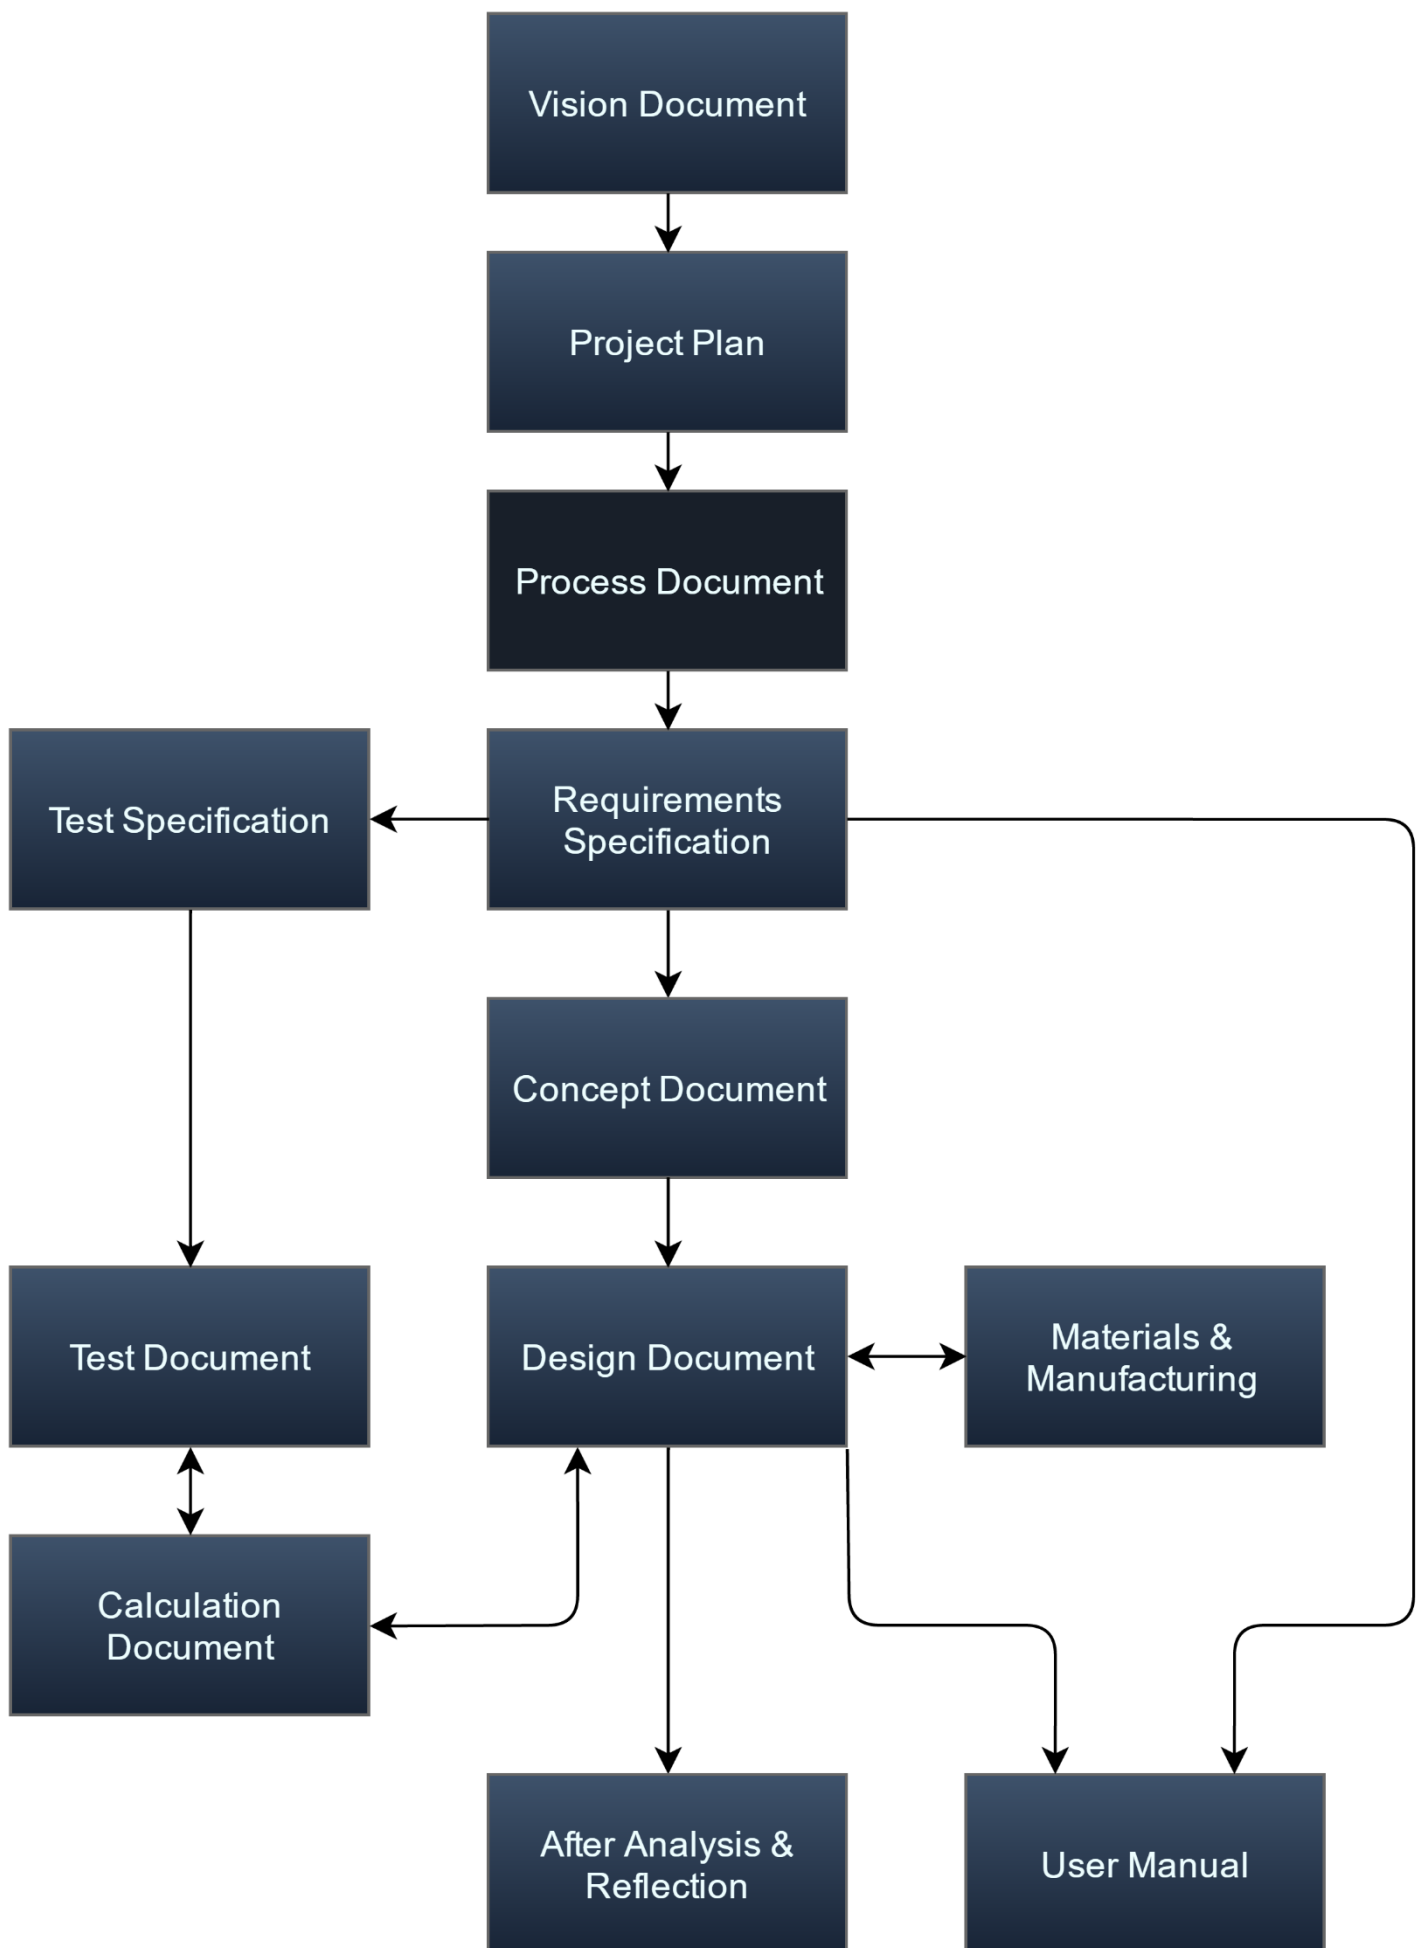 Vision Document
Project Plan
Process Document
Test Specification
Requirements
Specification
Concept Document
Test Document
Design Document
Materials &
Manufacturing
Calculation
Document
After Analysis &
Reflection
User Manual